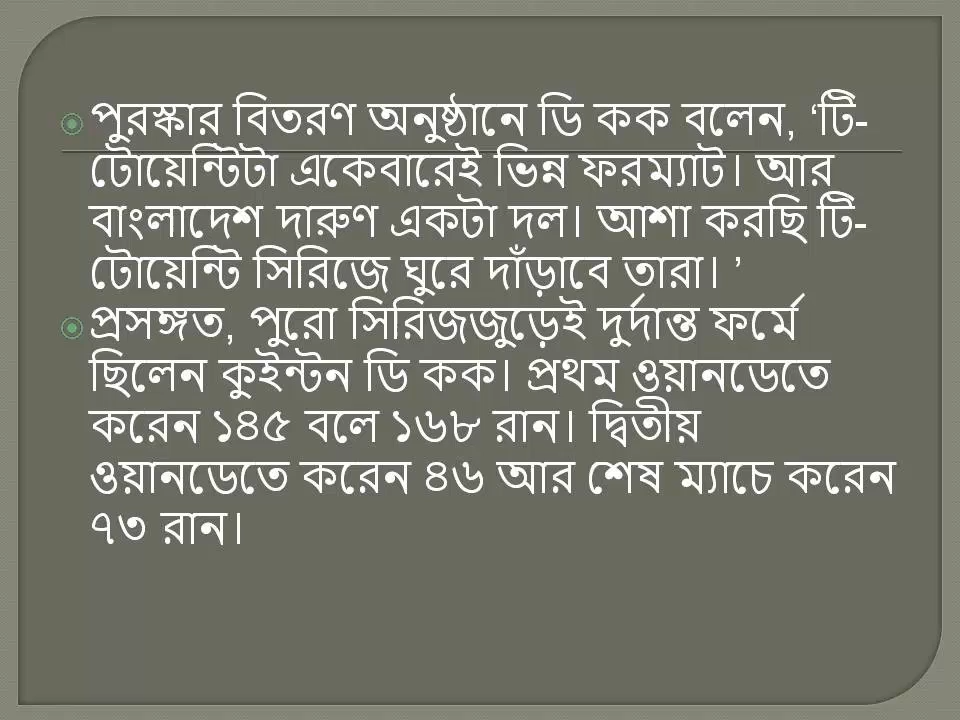 পুরস্কার বিতরণ অনুষ্ঠানে ডি কক বলেন, ‘টি-
টোয়েন্টিটা একেবারেই ভিন্ন ফরম্যাট। আর
বাংলাদেশ দারুণ একটা দল। আশা করছি টি-
টোয়েন্টি সিরিজে ঘুরে দাঁড়াবে তারা। ’
প্রসঙ্গত, পুরো সিরিজজুড়েই দুর্দান্ত ফর্মে
ছিলেন কুইন্টন ডি কক। প্রথম ওয়ানডেতে
করেন ১৪৫ বলে ১৬৮ রান। দ্বিতীয়
ওয়ানডেতে করেন ৪৬ আর শেষ ম্যাচে করেন
৭৩ রান।